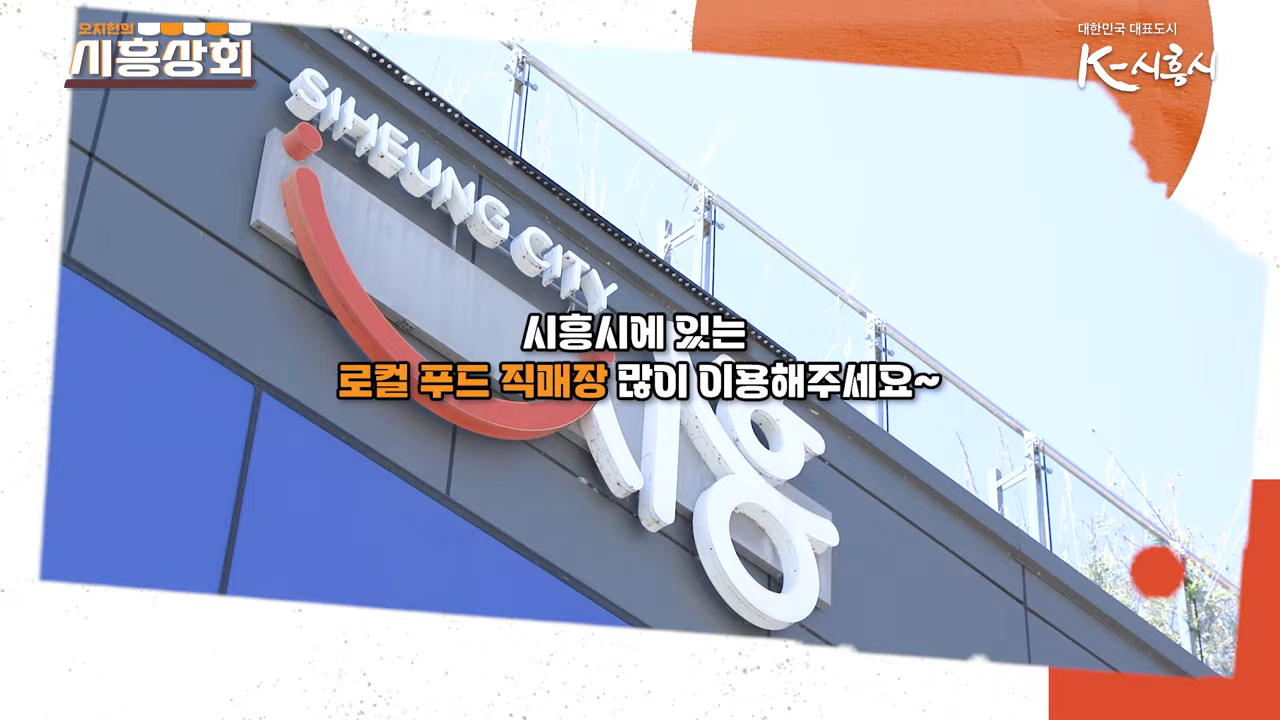 오지헌의
시흥상회
대한민국 대표도시
K-시흥시
SIHEUNG CITY
시흥
시흥시에 있는
로컬 푸드 직매장 많이 이용해주세요~